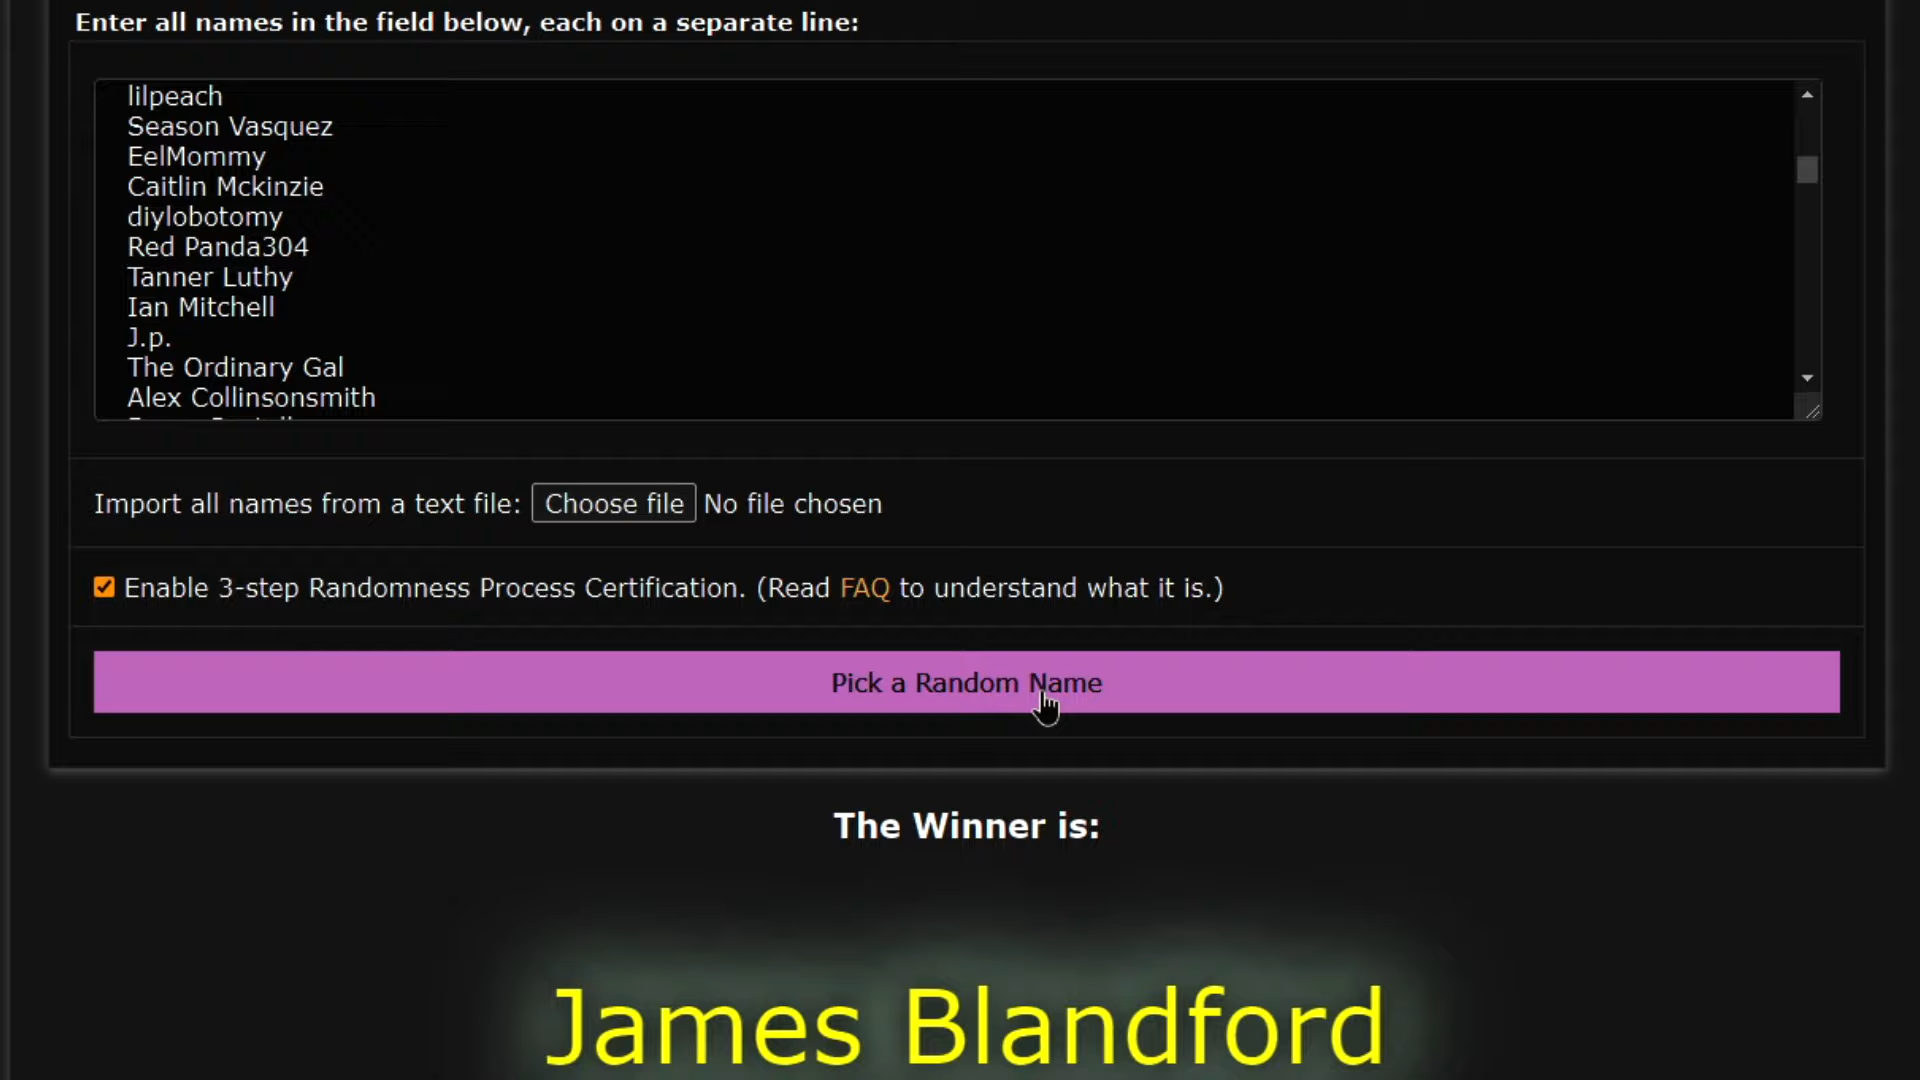 Enter all names in the field below, each on a separate line:
lilpeach
Season Vasquez
EelMommy
Caitlin Mckinzie
diylobotomy
Red Panda304
Tanner Luthy
Ian Mitchell
J.p.
The Ordinary Gal
Alex Collinsonsmith
Import all names from a text file: Choose file No file chosen
Enable 3-step Randomness Process Certification. (Read FAQ to understand what it is.)
Pick a Random Name
The Winner is:
James Blandford